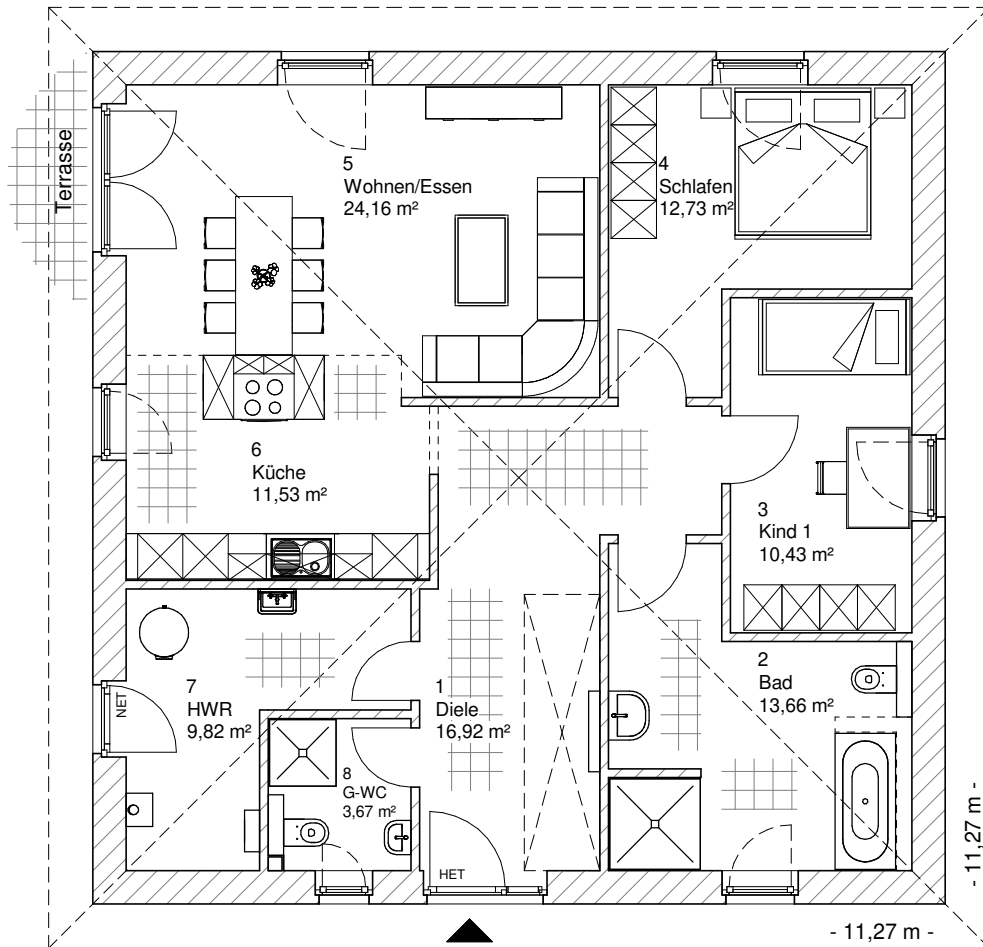 Terrasse
5
Wohnen/Essen
24,16 m²
4
Schlafen
12,73 m²
6
Küche
11,53 m²
3
Kind 1
10,43 m²
7
HWR
9,82 m²
NET
1
Diele
16,92 m²
2
Bad
13,66 m²
8
G-WC
3,67 m²
HET
- 11,27 m -
- 11,27 m -